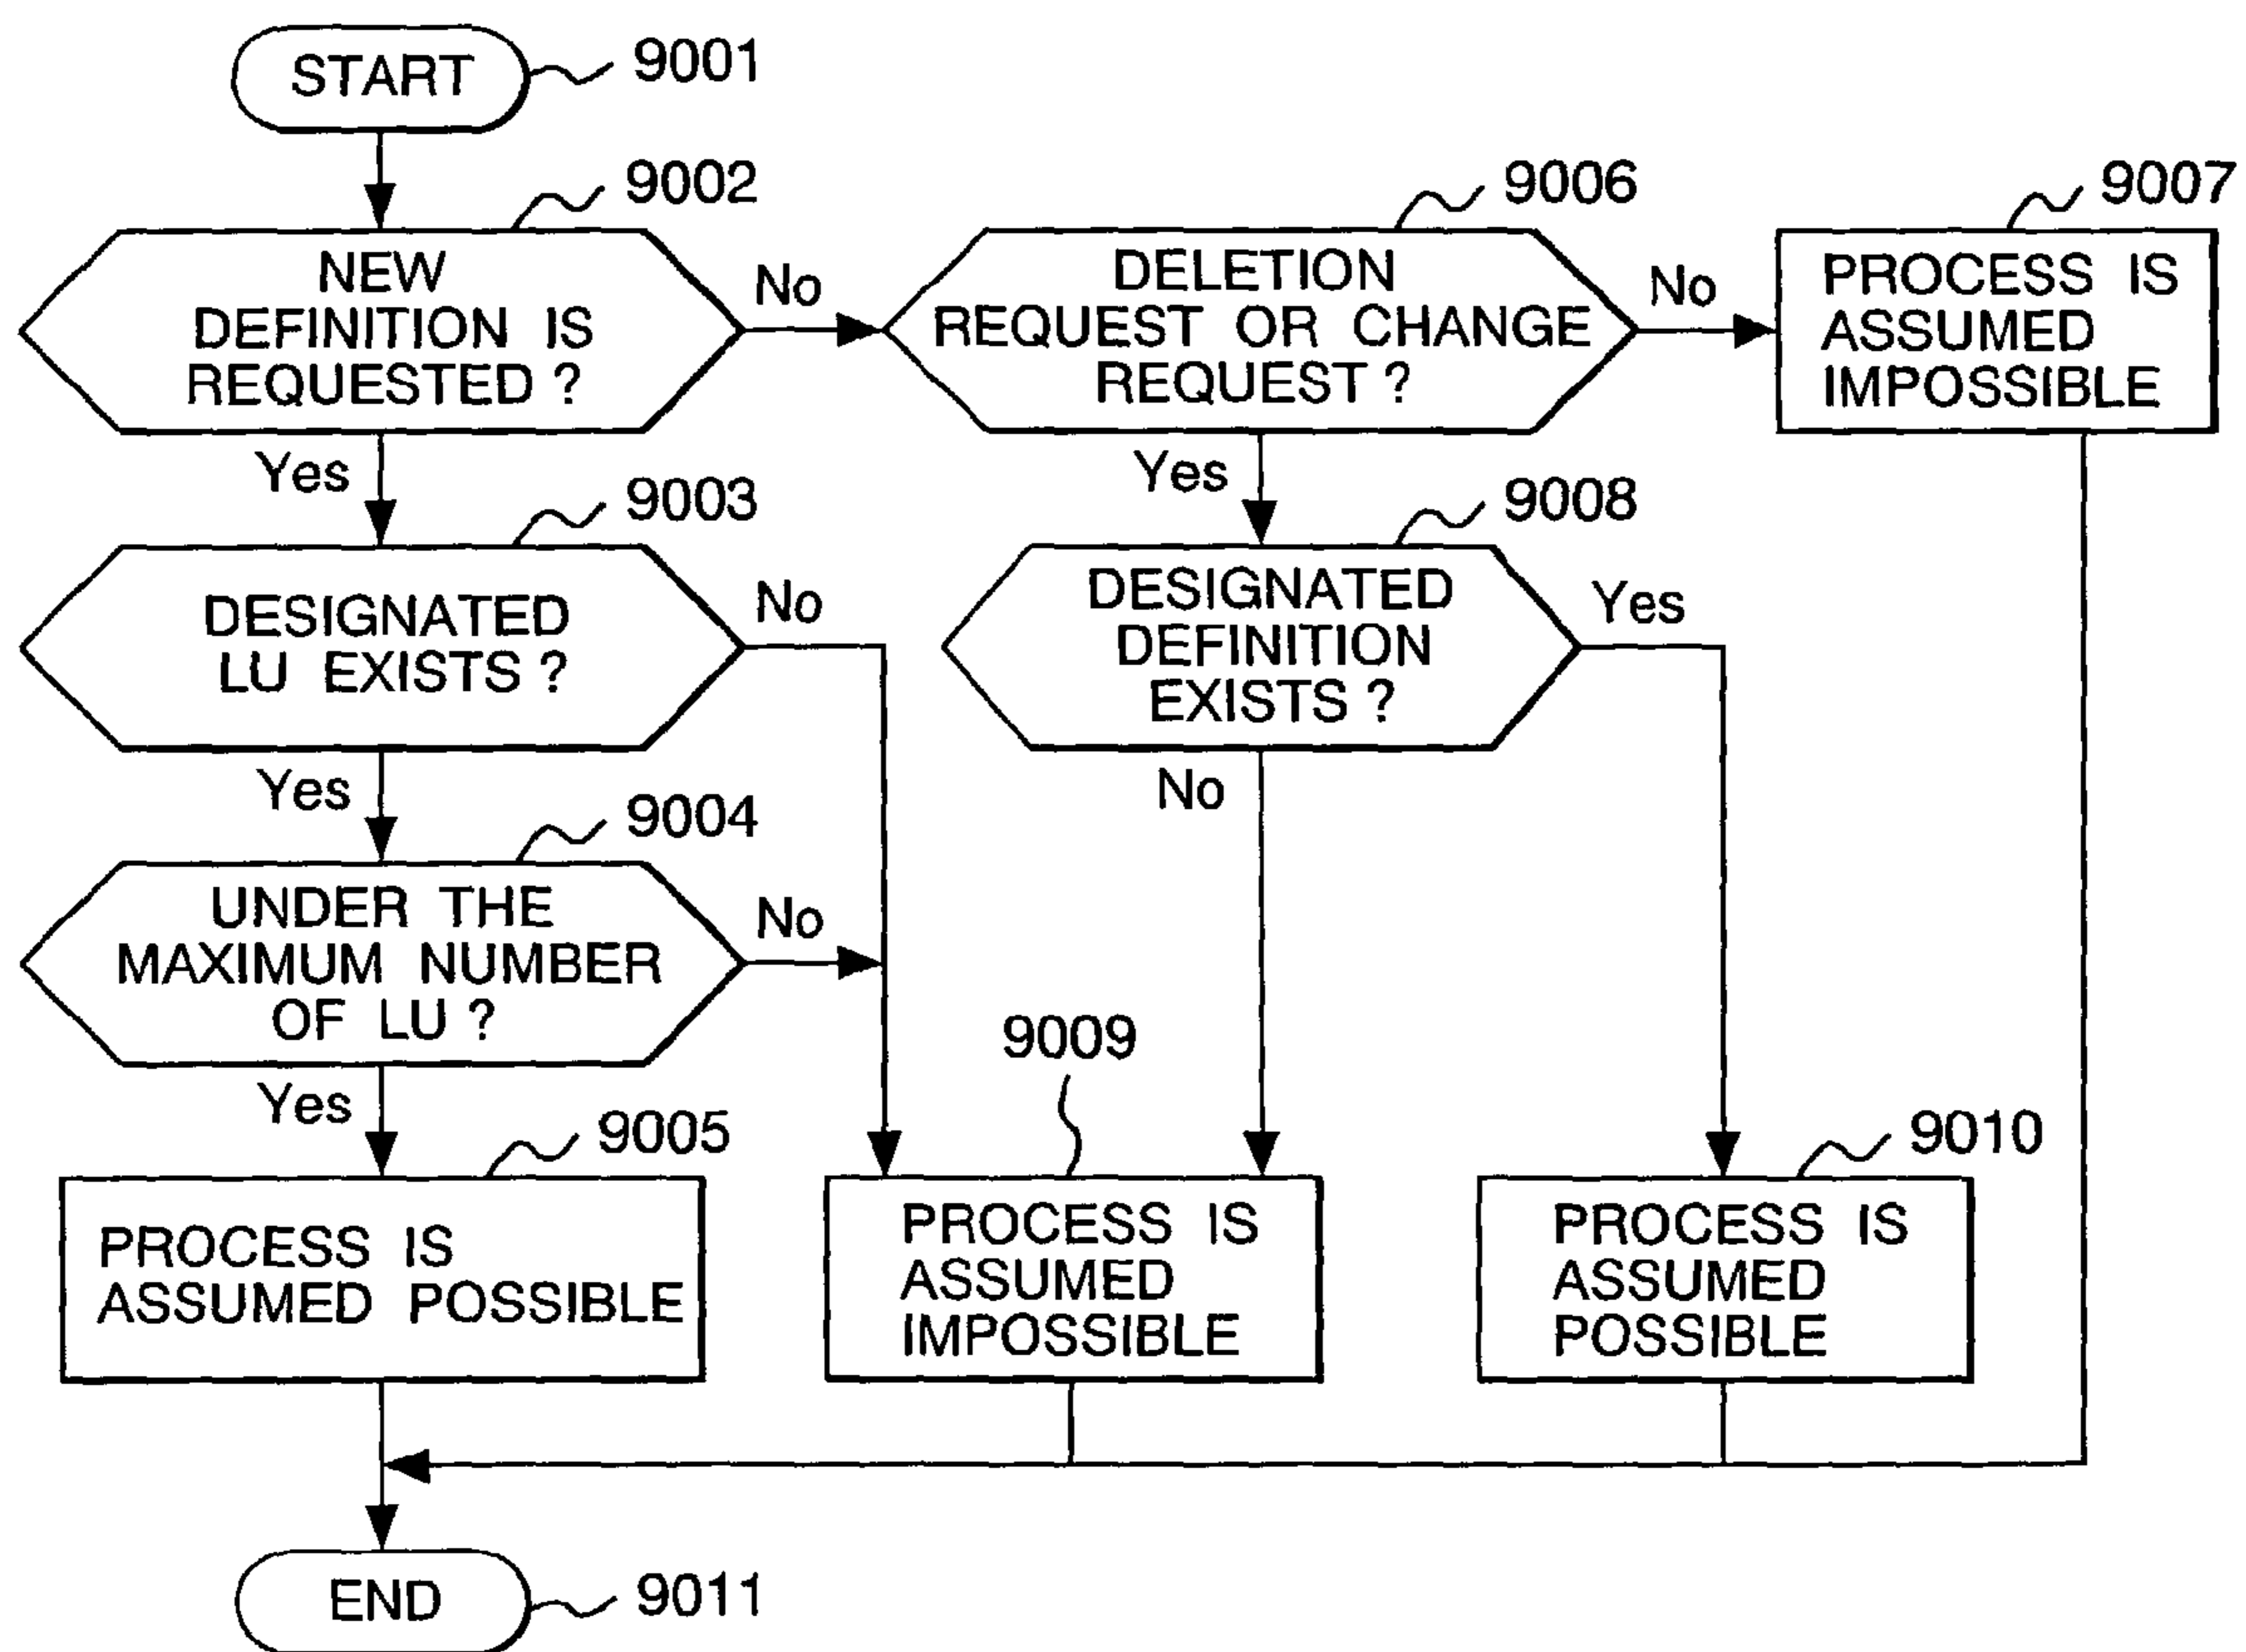 START
9001
9002
NEW
DEFINITION IS
REQUESTED ?
No
9006
DELETION
REQUEST OR CHANGE
REQUEST ?
No
9007
PROCESS IS
ASSUMED
IMPOSSIBLE
Yes
9003
DESIGNATED
LU EXISTS ?
No
Yes
9008
DESIGNATED
DEFINITION
EXISTS ?
Yes
No
Yes
9004
UNDER THE
MAXIMUM NUMBER
OF LU ?
No
Yes
9005
PROCESS IS
ASSUMED POSSIBLE
9009
PROCESS IS
ASSUMED
IMPOSSIBLE
9010
PROCESS IS
ASSUMED
POSSIBLE
END
9011